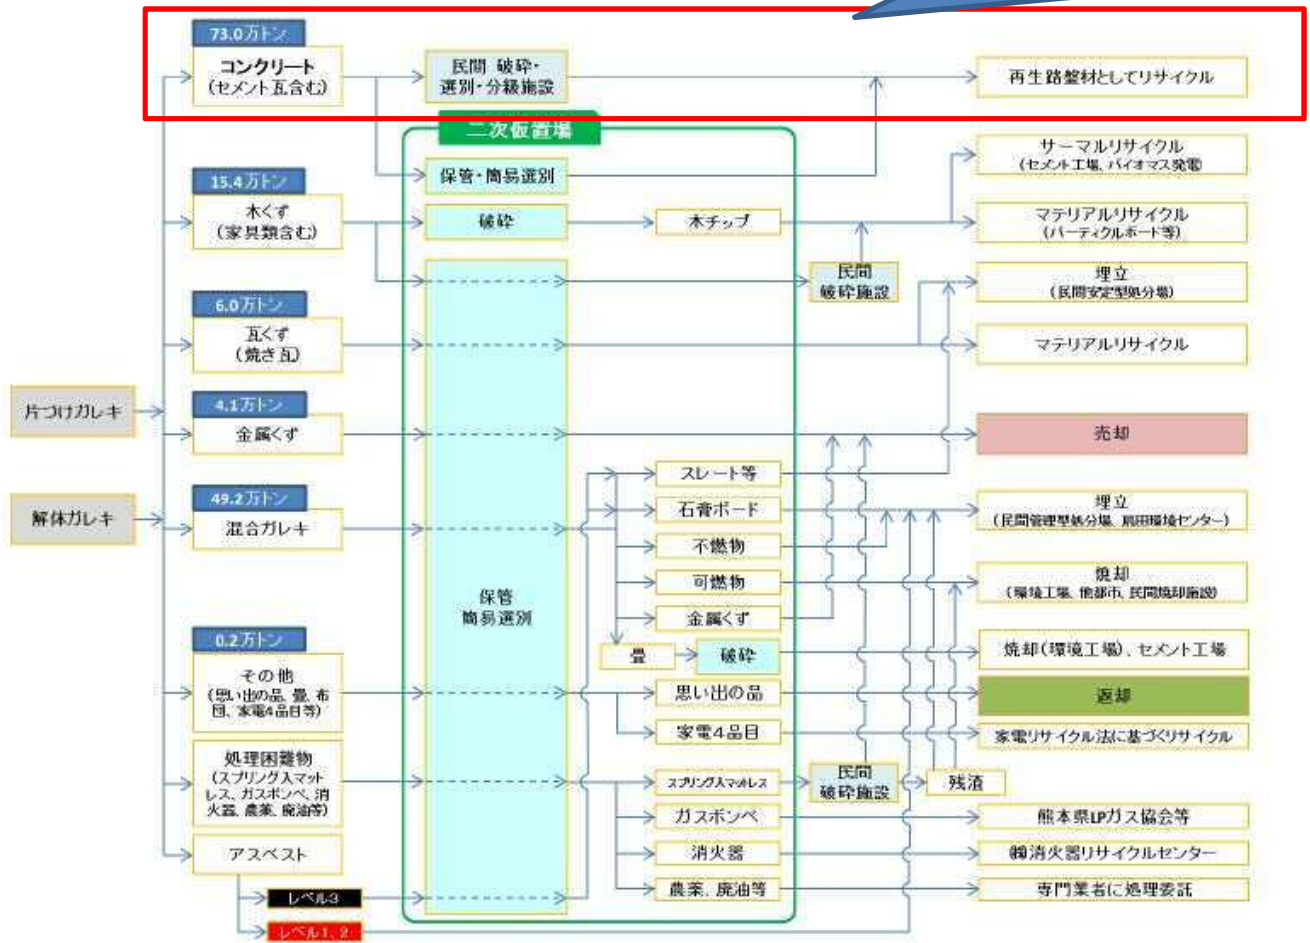 73.0万トン
コンクリート
(セメント瓦含む)
民間 破砕・
選別・分級施設
再生路盤材としてリサイクル
二次仮置場
サーマルリサイクル
(セメント工場、バイオマス発電)
保管・簡易選別
15.4万トン
木くず
(家具類含む)
破砕
木チップ
マテリアルリサイクル
(パーティクルボード等)
民間
破砕施設
埋立
(民間安定型処分場)
6.0万トン
瓦くず
(焼き瓦)
マテリアルリサイクル
片づけガレキ
4.1万トン
金属くず
売却
スレート等
解体ガレキ
49.2万トン
混合ガレキ
石膏ボード
埋立
(民間管理型処分場、扇田環境センター)
不燃物
可燃物
焼却
(環境工場、他都市、民間焼却施設)
保管
簡易選別
金属くず
畳
破砕
焼却(環境工場)、セメント工場
0.2万トン
その他
(思い出の品、畳、布
団、家電4品目等)
思い出の品
返却
家電4品目
家電リサイクル法に基づくリサイクル
処理困難物
(スプリング入マット
レス、ガスボンベ、消
火器、農薬、廃油等)
スプリング入マットレス
民間
破砕施設
残渣
ガスボンベ
熊本県LPガス協会等
アスベスト
消火器
㈱消火器リサイクルセンター
レベル3
農薬、廃油等
専門業者に処理委託
レベル1、2